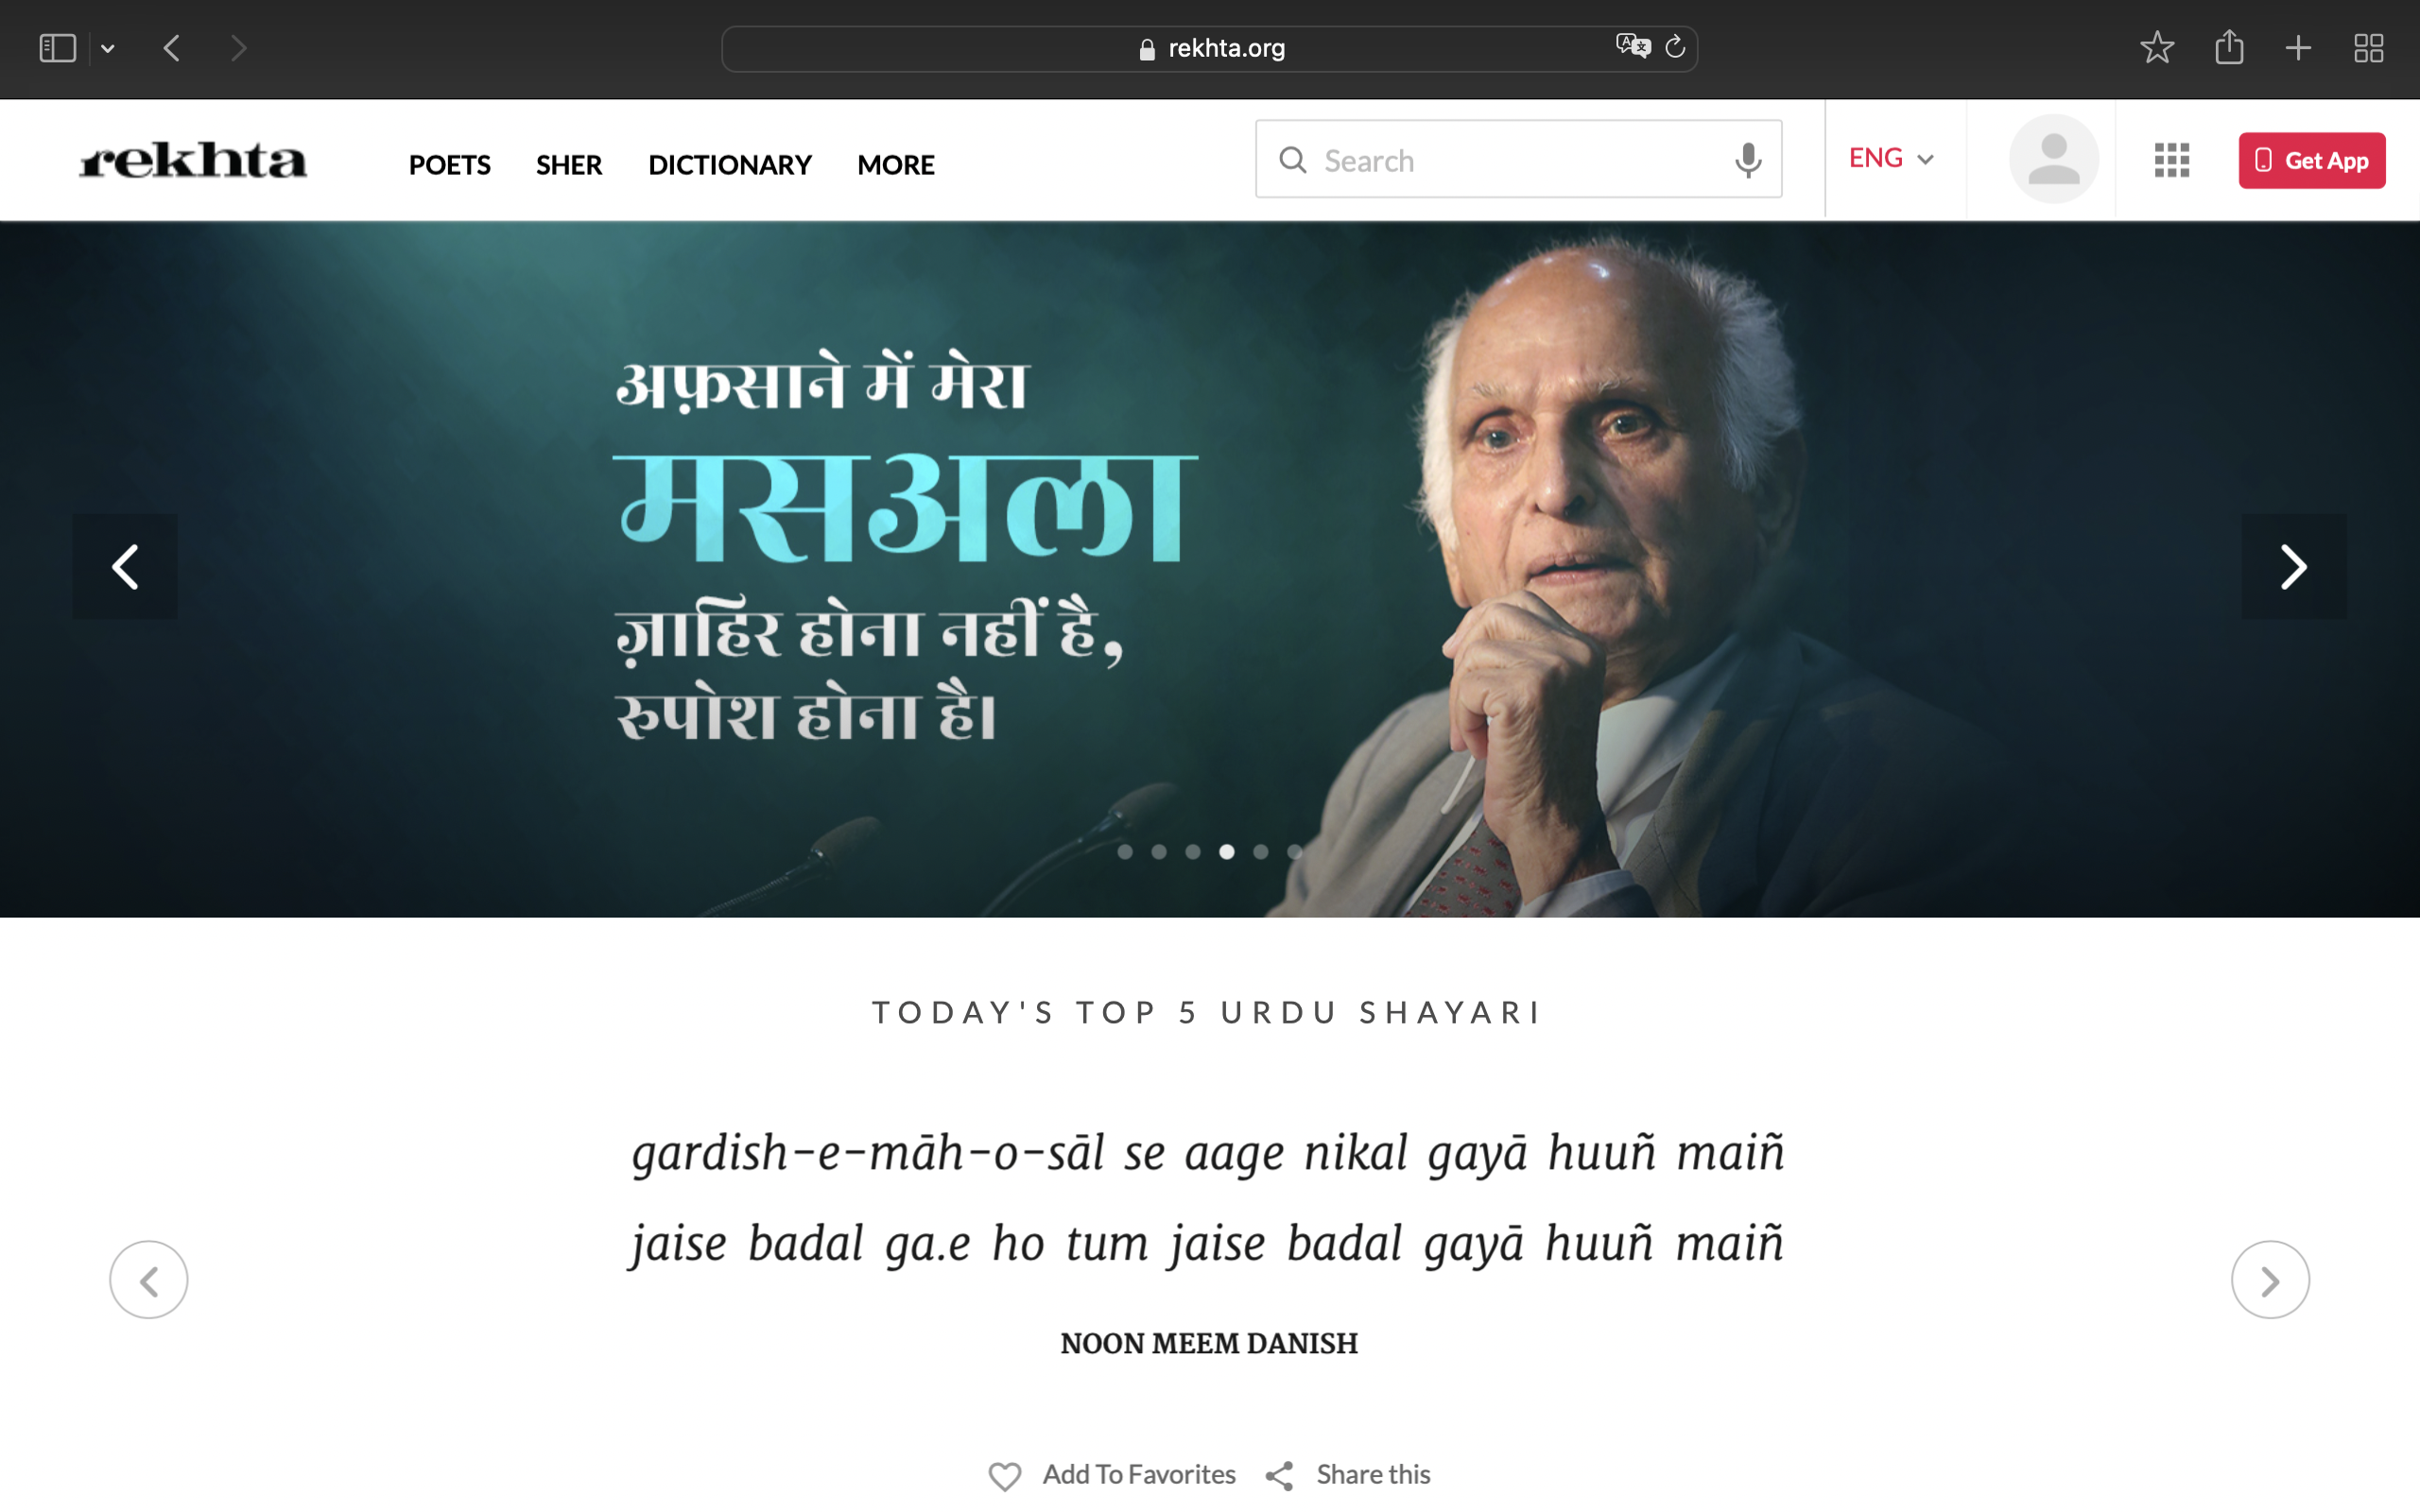 rekhta.org
rekhta
POETS SHER DICTIONARY MORE
Search
ENG
Get App
अफ़साने में मेरा
मसअला
ज़ाहिर होना नहीं है,
रुपोश होना है।
TODAY'S TOP 5 URDU SHAYARI
gardish-e-māh-o-sāl se aage nikal gayā huuñ maiñ
jaise badal ga.e ho tum jaise badal gayā huuñ maiñ
NOON MEEM DANISH
Add To Favorites Share this